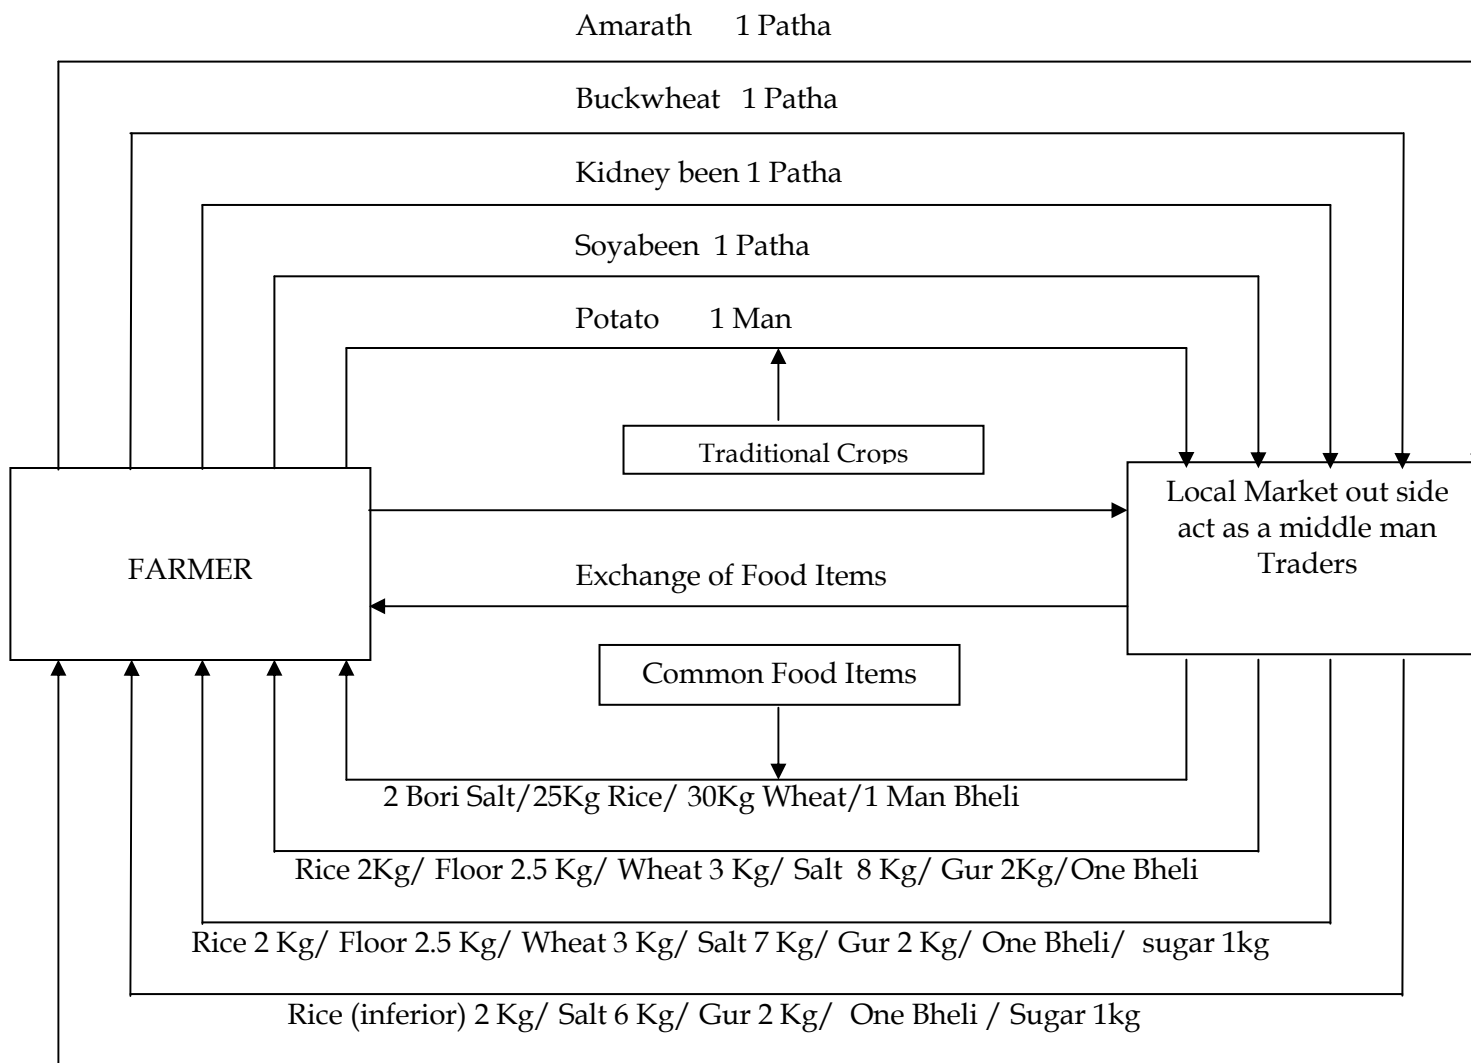 Amarath 1 Patha
Buckwheat 1 Patha
Kidney been 1 Patha
Soyabeen 1 Patha
Potato 1 Man
Traditional Crops
Local Market out side
act as a middle man
Traders
FARMER
Exchange of Food Items
Common Food Items
2 Bori Salt/25Kg Rice/ 30Kg Wheat/1 Man Bheli
Rice 2Kg/ Floor 2.5 Kg/ Wheat 3 Kg/ Salt 8 Kg/ Gur 2Kg/One Bheli
Rice 2 Kg/ Floor 2.5 Kg/ Wheat 3 Kg/ Salt 7 Kg/ Gur 2 Kg/ One Bheli/ sugar 1kg
Rice (inferior) 2 Kg/ Salt 6 Kg/ Gur 2 Kg/ One Bheli / Sugar 1kg